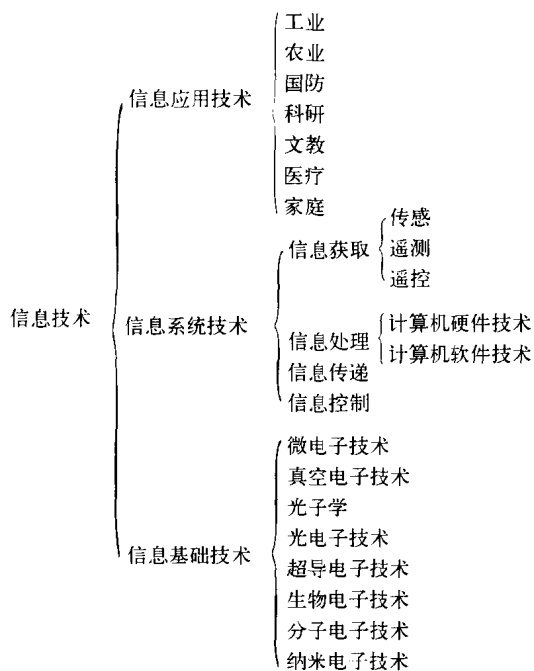 信息技术
信息应用技术
工业
农业
国防
科研
文教
医疗
家庭
信息系统技术
信息获取
传感
遥测
遥控
信息处理
计算机硬件技术
计算机软件技术
信息传递
信息控制
信息基础技术
微电子技术
真空电子技术
光子学
光电子技术
超导电子技术
生物电子技术
分子电子技术
纳米电子技术